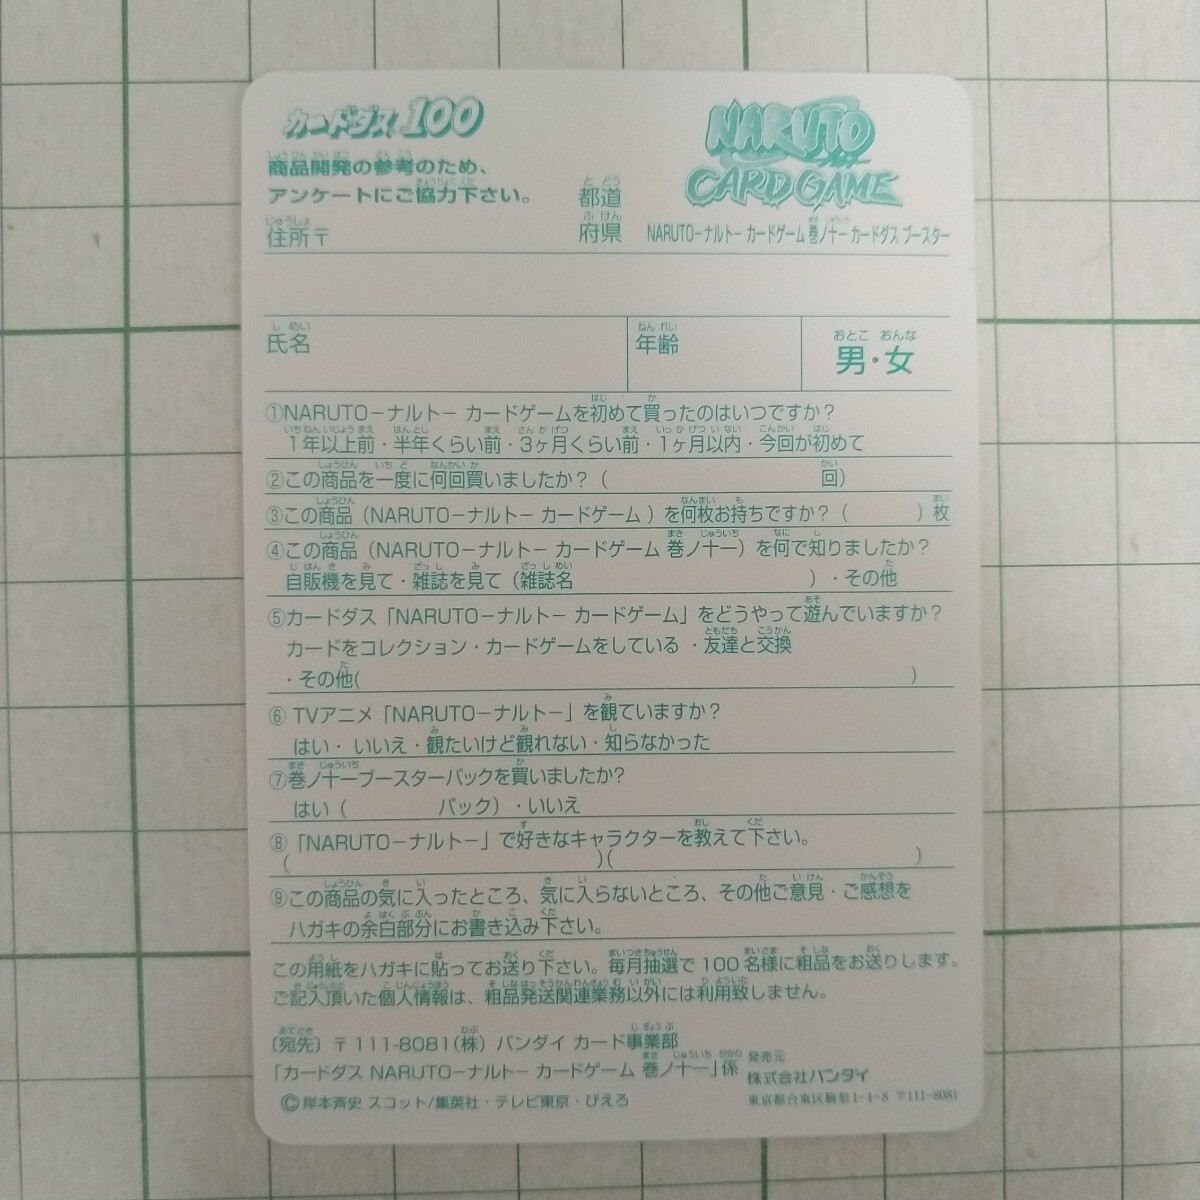 カードダス100
NARUTO
CARD GAME
商品開発の参考のため、
アンケートにご協力下さい。
都道
府県
NARUTO-ナルト- カードゲーム 巻ノ十一 カードダス ブースター
住所〒
氏名
年齢
男・女
①NARUTO-ナルト- カードゲームを初めて買ったのはいつですか?
1年以上前・半年くらい前・3ヶ月くらい前・1ヶ月以内・今回が初めて
②この商品を一度に何回買いましたか?( 回)
③この商品(NARUTO-ナルト- カードゲーム )を何枚お持ちですか?( )枚
④この商品(NARUTO-ナルト- カードゲーム 巻ノ十一)を何で知りましたか?
自販機を見て・雑誌を見て(雑誌名 )・その他
⑤カードダス「NARUTO-ナルト- カードゲーム」をどうやって遊んでいますか?
カードをコレクション・カードゲームをしている ・友達と交換
・その他( )
⑥ TVアニメ「NARUTO-ナルト-」を観ていますか?
はい・ いいえ・観たいけど観れない・知らなかった
⑦巻ノ十一ブースターパックを買いましたか?
はい( パック)・いいえ
⑧「NARUTO-ナルト-」で好きなキャラクターを教えて下さい。
( )( )
⑨この商品の気に入ったところ、気に入らないところ、その他ご意見・ご感想を
ハガキの余白部分にお書き込み下さい。
この用紙をハガキに貼ってお送り下さい。毎月抽選で100名様に粗品をお送りします。
ご記入頂いた個人情報は、粗品発送関連業務以外には利用致しません。
〔宛先〕〒111-8081(株) バンダイ カード事業部
「カードダス NARUTO-ナルト- カードゲーム 巻ノ十一」係
発売元
株式会社バンダイ
東京都台東区駒形1-4-8 〒111-8081
©岸本斉史 スコット/集英社・テレビ東京・ぴえろ